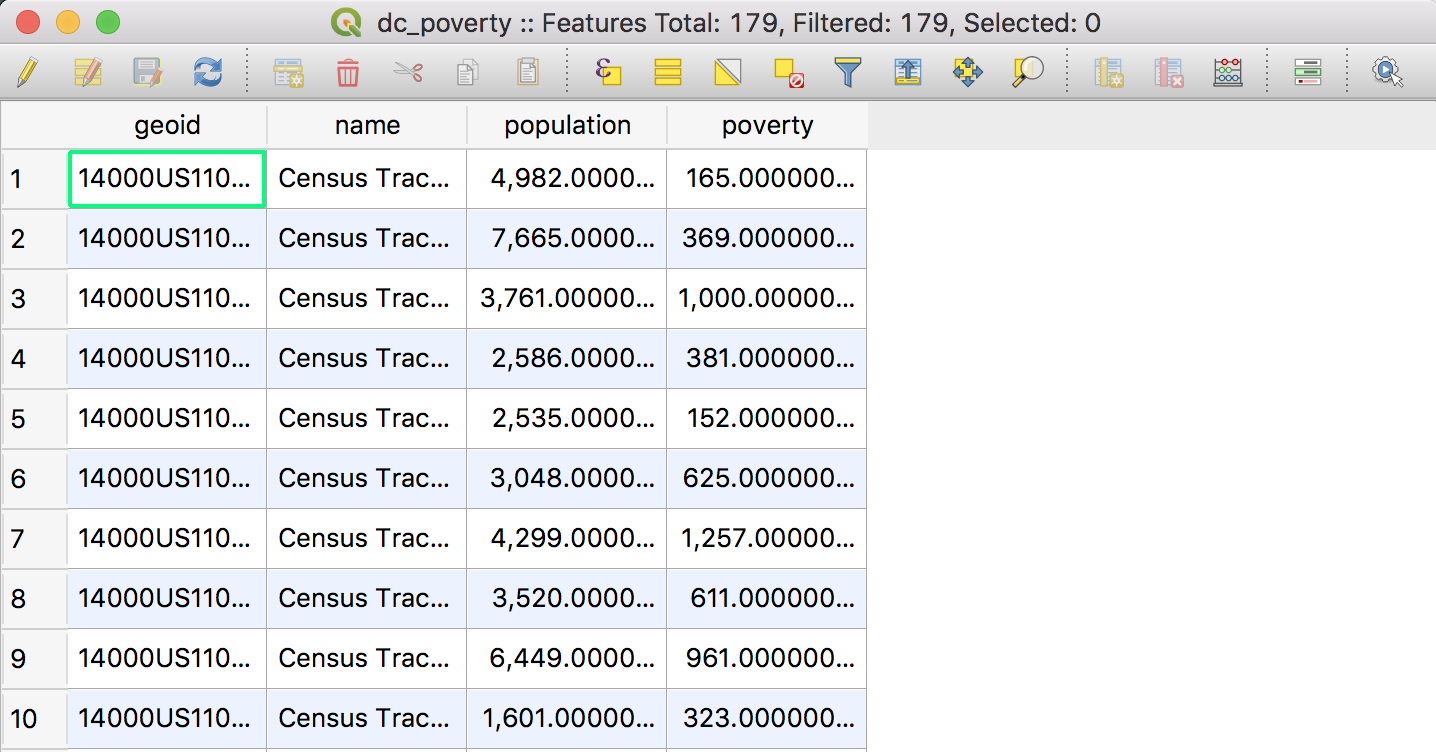 dc_poverty :: Features Total: 179, Filtered: 179, Selected: 0
geoid name population poverty
1 14000US110... Census Trac... 4,982.0000... 165.000000...
2 14000US110... Census Trac... 7,665.0000... 369.000000...
3 14000US110... Census Trac... 3,761.00000... 1,000.00000...
4 14000US110... Census Trac... 2,586.0000... 381.000000...
5 14000US110... Census Trac... 2,535.0000... 152.000000...
6 14000US110... Census Trac... 3,048.0000... 625.000000...
7 14000US110... Census Trac... 4,299.0000... 1,257.00000...
8 14000US110... Census Trac... 3,520.0000... 611.000000...
9 14000US110... Census Trac... 6,449.0000... 961.000000...
10 14000US110... Census Trac... 1,601.00000... 323.000000...